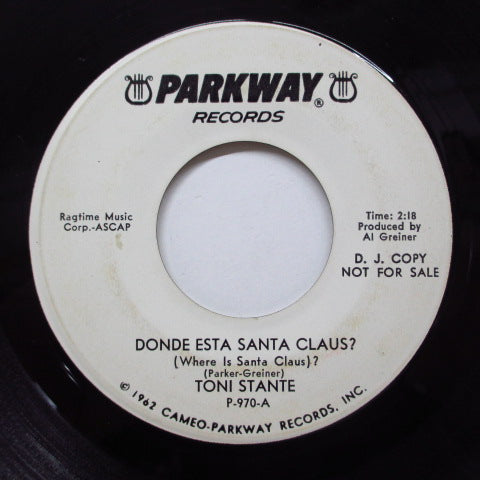 PARKWAY®
RECORDS
Ragtime Music
Corp.-ASCAP
Time: 2:18
Produced by
Al Greiner
D. J. COPY
NOT FOR SALE
DONDE ESTA SANTA CLAUS?
(Where Is Santa Claus)?
(Parker-Greiner)
TONI STANTE
P-970-A
© 1962 CAMEO-PARKWAY RECORDS, INC.